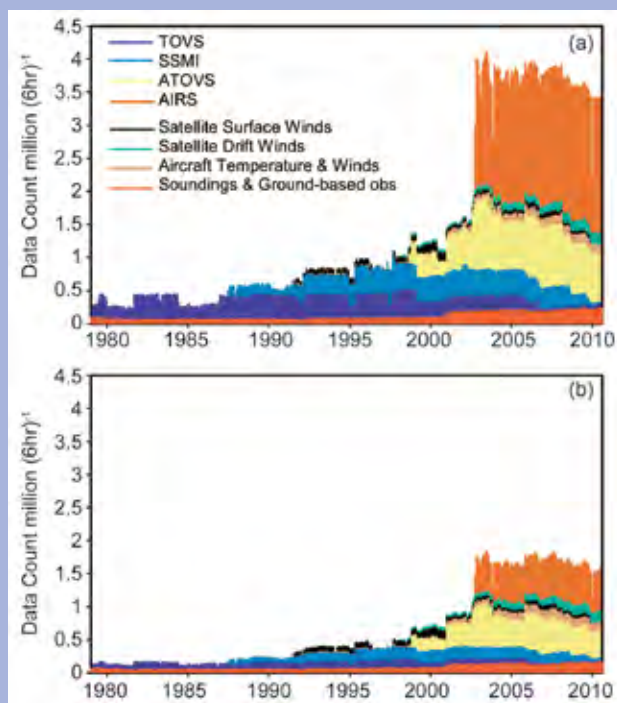 (a)
4.5
4
3.5
3
2.5
2
1.5
1
0.5
0
Data Count million (6hr)-1
TOVS
SSMI
ATOVS
AIRS
Satellite Surface Winds
Satellite Drift Winds
Aircraft Temperature & Winds
Soundings & Ground-based obs
1980 1985 1990 1995 2000 2005 2010
(b)
4.5
4
3.5
3
2.5
2
1.5
1
0.5
0
Data Count million (6hr)-1
1980 1985 1990 1995 2000 2005 2010